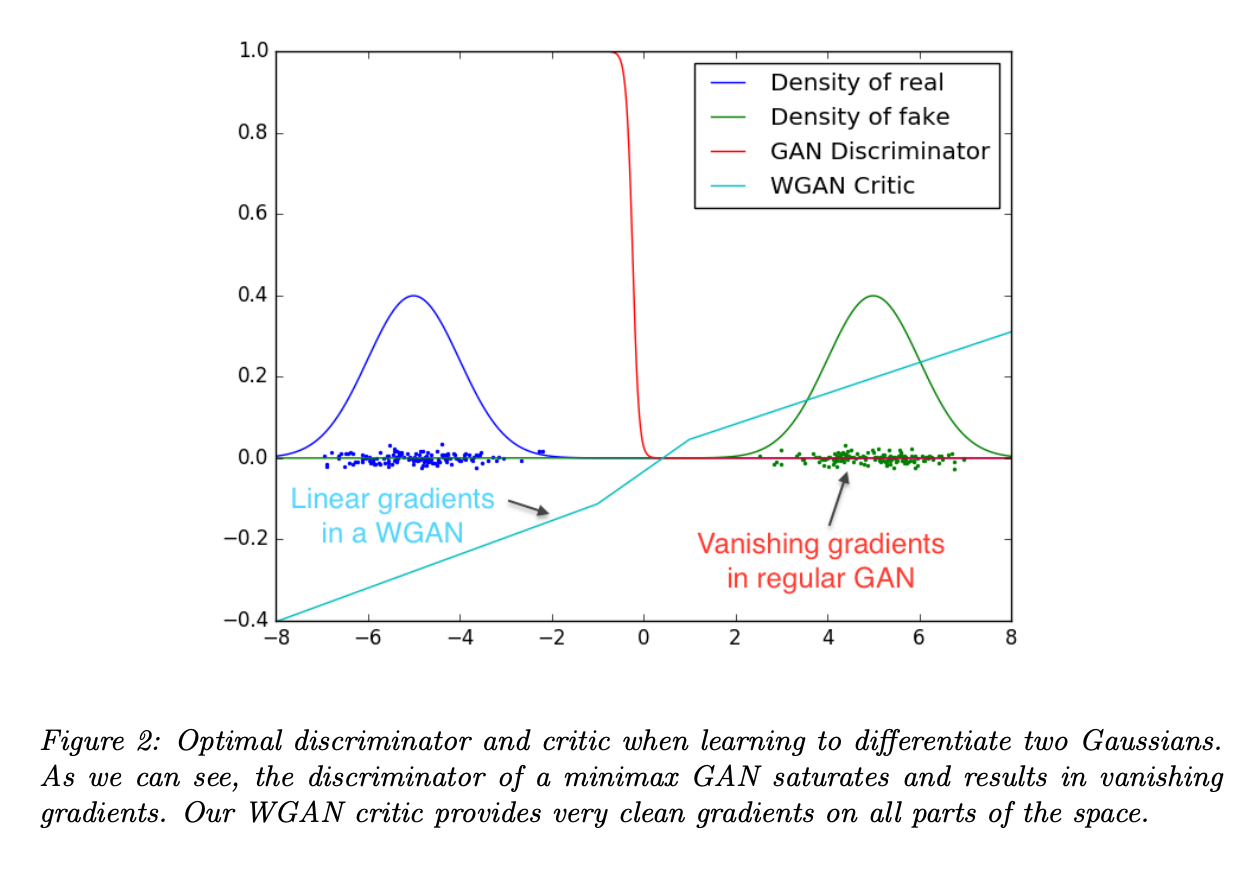 1.0
Density of real
0.8
Density of fake
GAN Discriminator
WGAN Critic
0.6
0.4
0.2
0.0
Linear gradients
in a WGAN
−0.2
Vanishing gradients
in regular GAN
−0.4
−8 −6 −4 −2 0 2 4 6 8
Figure 2: Optimal discriminator and critic when learning to differentiate two Gaussians.
As we can see, the discriminator of a minimax GAN saturates and results in vanishing
gradients. Our WGAN critic provides very clean gradients on all parts of the space.